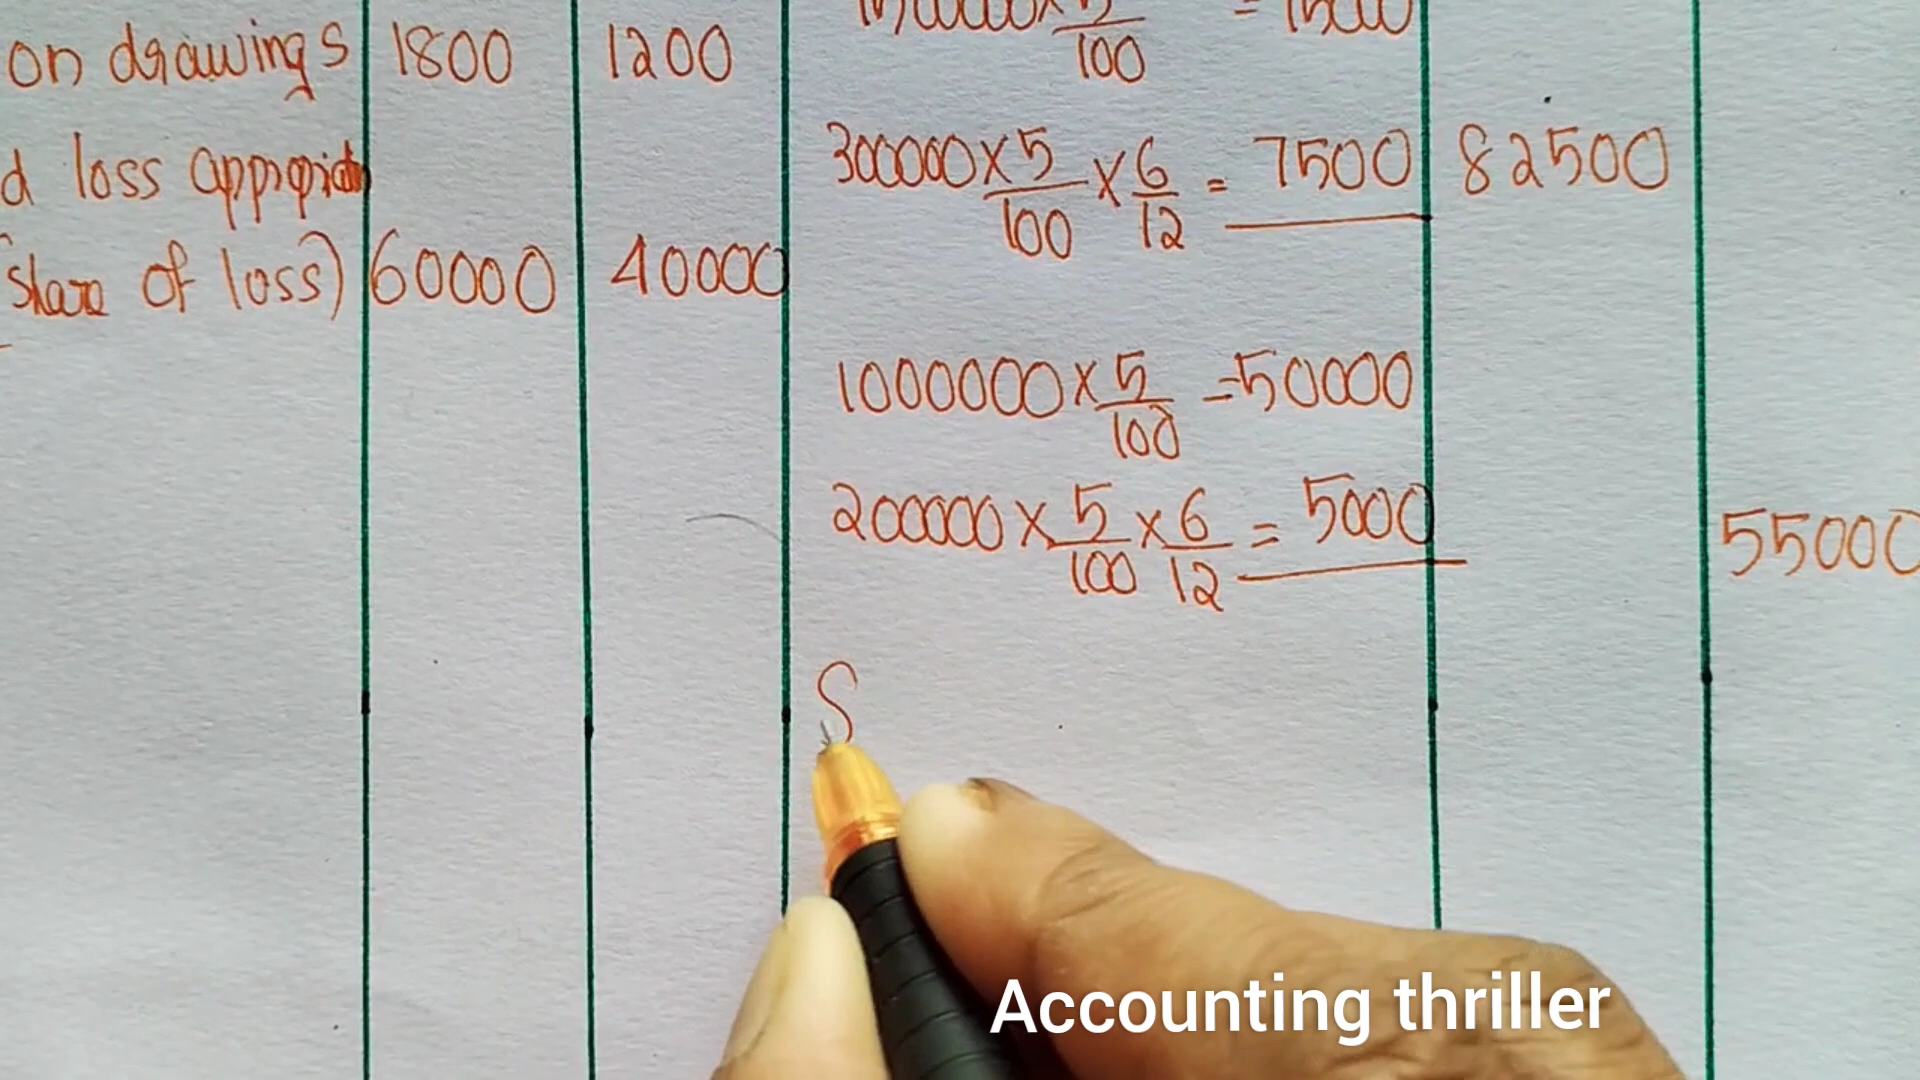 on drawings 1800 1200
100
d loss appropriatn
share of loss) 60000 40000
300000 × 5/100 × 6/12 = 7500 82500
1000000 × 5/100 = 50000
200000 × 5/100 × 6/12 = 5000 55000
S
Accounting thriller